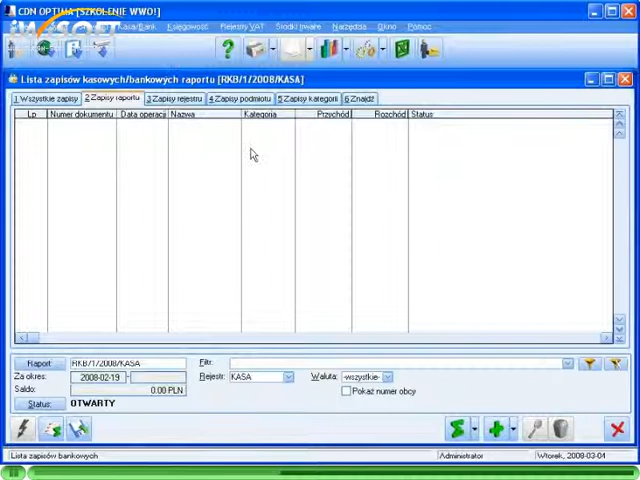 CDN OPTIMA [SZKOLENIE WWO!]
iMASOFT
Kasa/Bank Księgowość Rejestry VAT Środki trwałe Narzędzia Okno Pomoc
Lista zapisów kasowych/bankowych raportu [RKB/1/2008/KASA]
1 Wszystkie zapisy 2 Zapisy raportu 3 Zapisy rejestru 4 Zapisy podmiotu 5 Zapisy kategorii 6 Znajdź
Lp Numer dokumentu Data operacji Nazwa Kategoria Przychód Rozchód Status
Raport: RKB/1/2008/KASA Filtr:
Za okres: 2008-02-19 Rejestr: KASA Waluta: -wszystkie-
Saldo: 0.00 PLN Pokaż numer obcy
Status: OTWARTY
Lista zapisów bankowych Administrator Wtorek, 2008-03-04